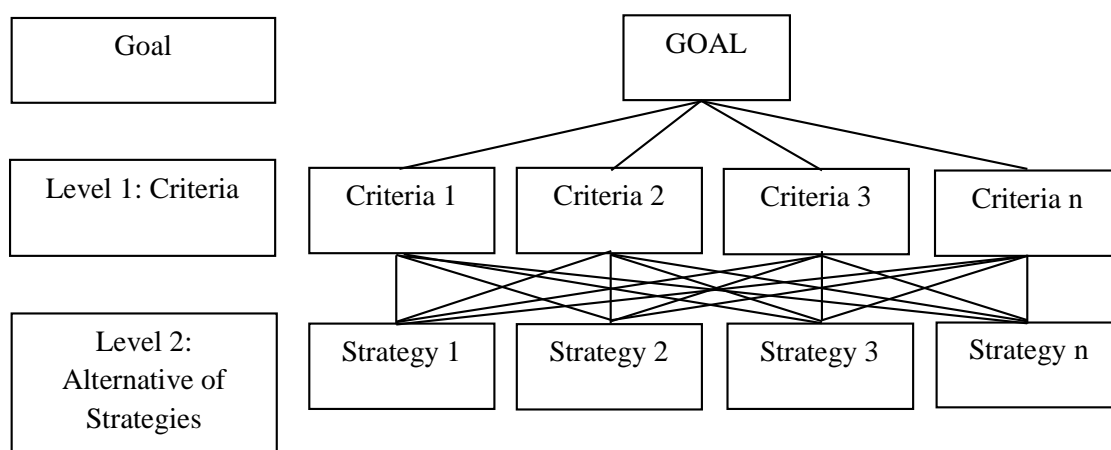 Goal
GOAL
Level 1: Criteria
Criteria 1
Criteria 2
Criteria 3
Criteria n
Level 2:
Alternative of
Strategies
Strategy 1
Strategy 2
Strategy 3
Strategy n